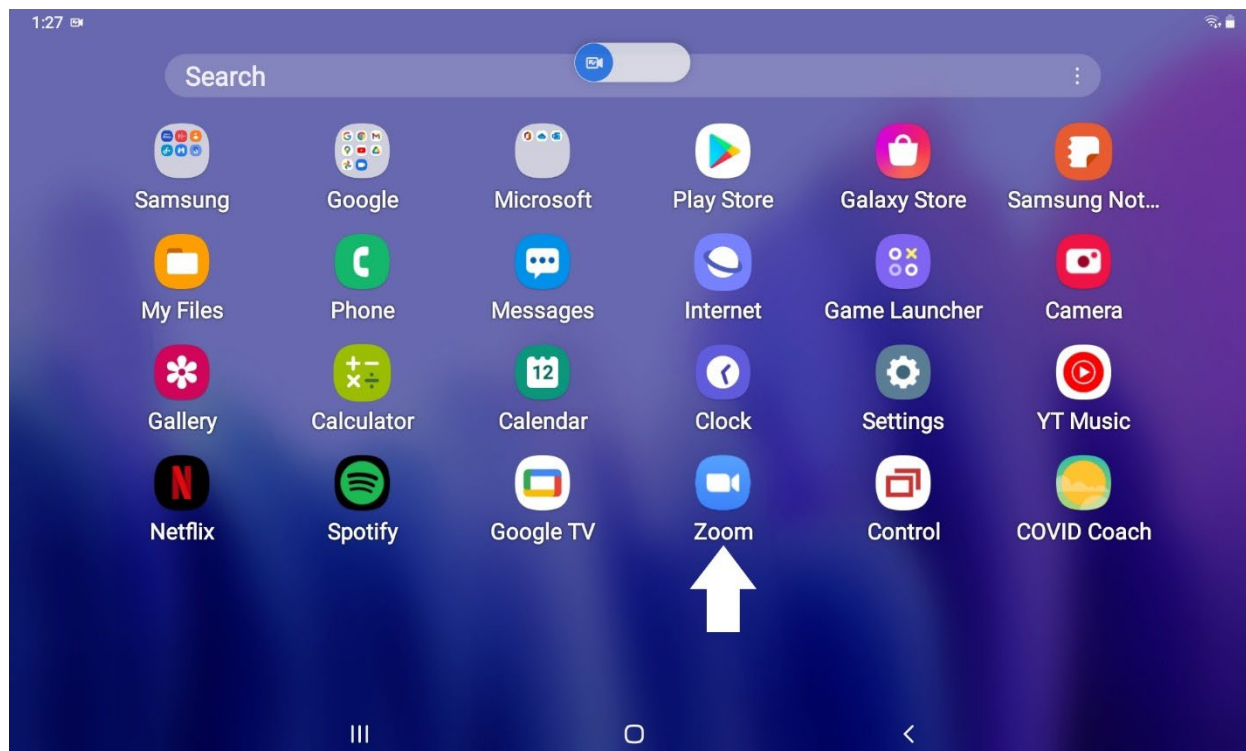 1:27
Search
Samsung Google Microsoft Play Store Galaxy Store Samsung Not...
My Files Phone Messages Internet Game Launcher Camera
12
Gallery Calculator Calendar Clock Settings YT Music
N
Netflix Spotify Google TV Zoom Control COVID Coach